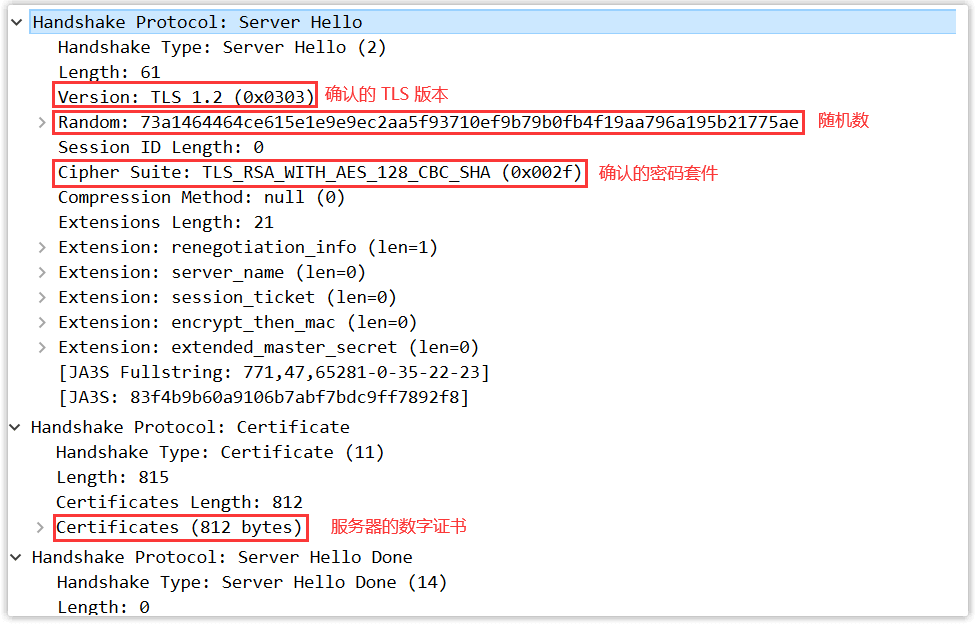 Handshake Protocol: Server Hello
Handshake Type: Server Hello (2)
Length: 61
Version: TLS 1.2 (0x0303) 确认的 TLS 版本
Random: 73a1464464ce615e1e9e9ec2aa5f93710ef9b79b0fb4f19aa796a195b21775ae 随机数
Session ID Length: 0
Cipher Suite: TLS_RSA_WITH_AES_128_CBC_SHA (0x002f) 确认的密码套件
Compression Method: null (0)
Extensions Length: 21
Extension: renegotiation_info (len=1)
Extension: server_name (len=0)
Extension: session_ticket (len=0)
Extension: encrypt_then_mac (len=0)
Extension: extended_master_secret (len=0)
[JA3S Fullstring: 771,47,65281-0-35-22-23]
[JA3S: 83f4b9b60a9106b7abf7bdc9ff7892f8]
Handshake Protocol: Certificate
Handshake Type: Certificate (11)
Length: 815
Certificates Length: 812
Certificates (812 bytes) 服务器的数字证书
Handshake Protocol: Server Hello Done
Handshake Type: Server Hello Done (14)
Length: 0